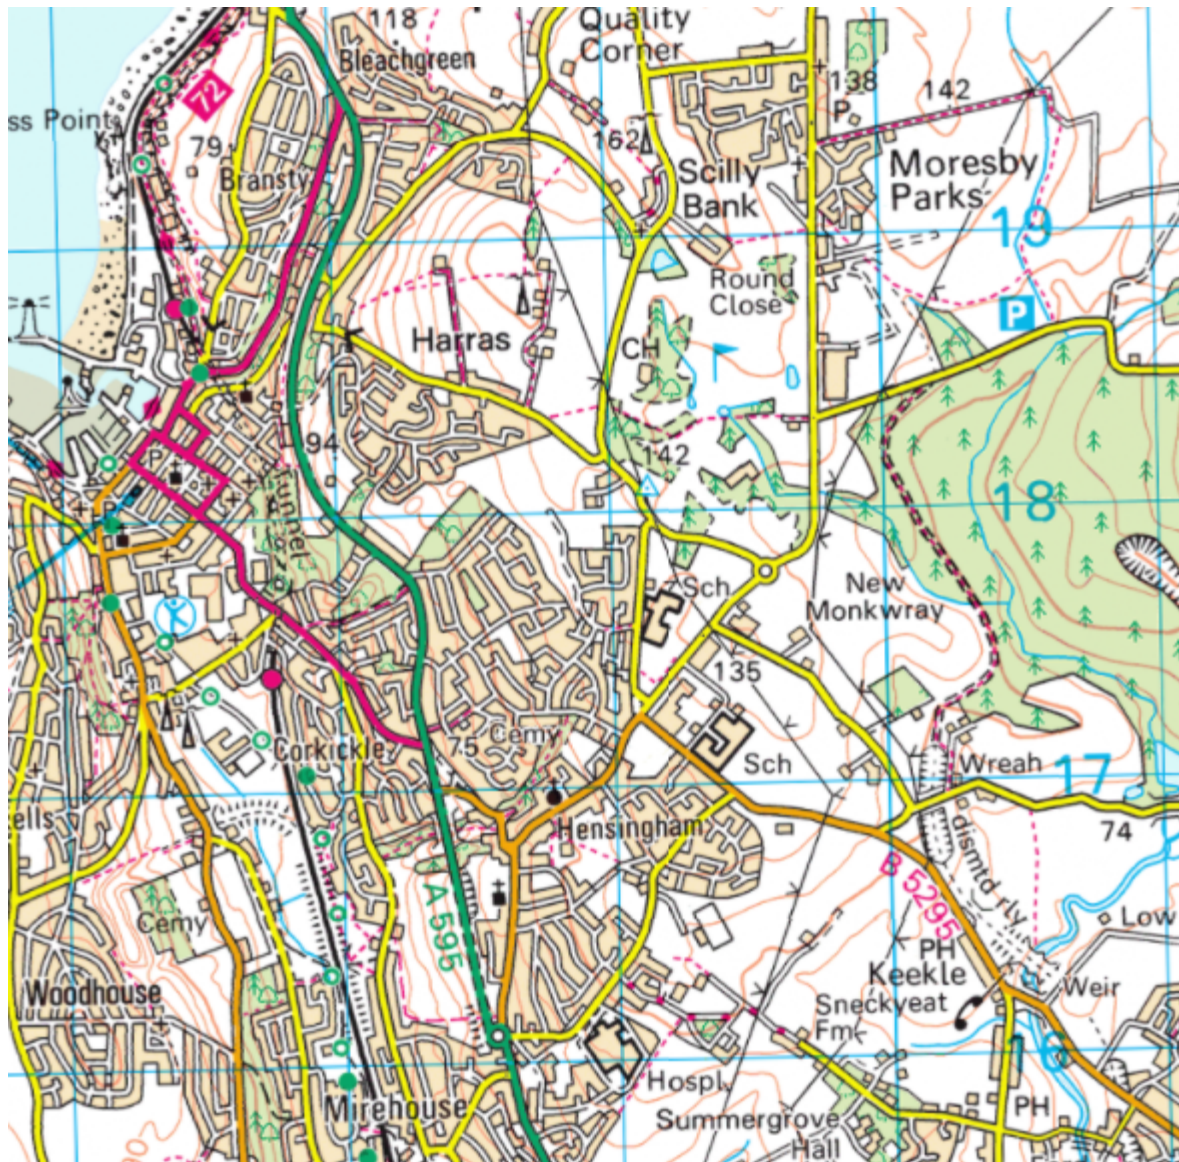 118
Quality
Corner
Bleachgreen
72
138
P
142
ss Point
79
162
Bransty
Scilly
Bank
Moresby
Parks
19
Round
Close
P
Harras
CH
94
142
P
Tunnel
18
P
Sch
New
Monkwray
135
75
Cemy
Corkickle
Sch
Wreah
17
ells
Hensingham
74
dismtd rly
A 595
B 5295
Cemy
Low
PH
Keekle
Woodhouse
Weir
Sneckyeat
Fm
16
Hospl
Mirehouse
PH
Summergrove
Hall
90